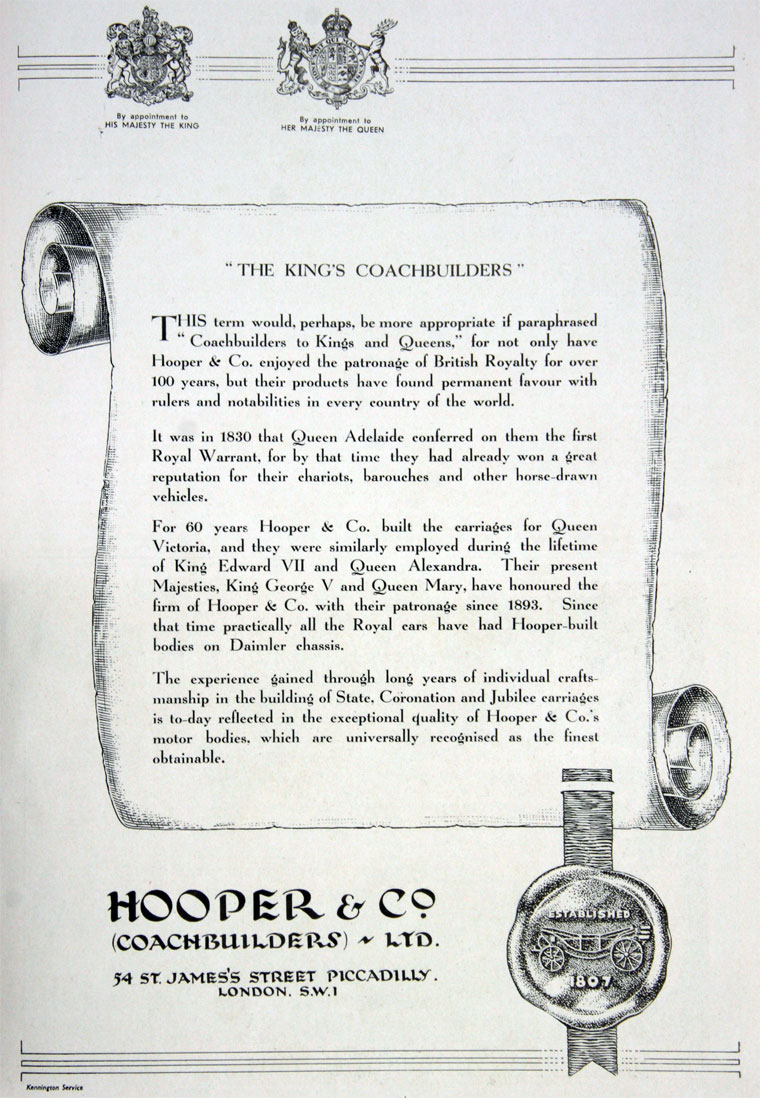 By appointment to
HIS MAJESTY THE KING
By appointment to
HER MAJESTY THE QUEEN
"THE KING'S COACHBUILDERS"
THIS term would, perhaps, be more appropriate if paraphrased
"Coachbuilders to Kings and Queens," for not only have
Hooper & Co. enjoyed the patronage of British Royalty for over
100 years, but their products have found permanent favour with
rulers and notabilities in every country of the world.
It was in 1830 that Queen Adelaide conferred on them the first
Royal Warrant, for by that time they had already won a great
reputation for their chariots, barouches and other horse-drawn
vehicles.
For 60 years Hooper & Co. built the carriages for Queen
Victoria, and they were similarly employed during the lifetime
of King Edward VII and Queen Alexandra. Their present
Majesties, King George V and Queen Mary, have honoured the
firm of Hooper & Co. with their patronage since 1893. Since
that time practically all the Royal cars have had Hooper-built
bodies on Daimler chassis.
The experience gained through long years of individual crafts-
manship in the building of State, Coronation and Jubilee carriages
is to-day reflected in the exceptional quality of Hooper & Co.'s
motor bodies, which are universally recognised as the finest
obtainable.
HOOPER & CO
(COACHBUILDERS) ~ LTD.
54 ST. JAMES'S STREET PICCADILLY.
LONDON. S.W.1
ESTABLISHED
1807
Kennington Service